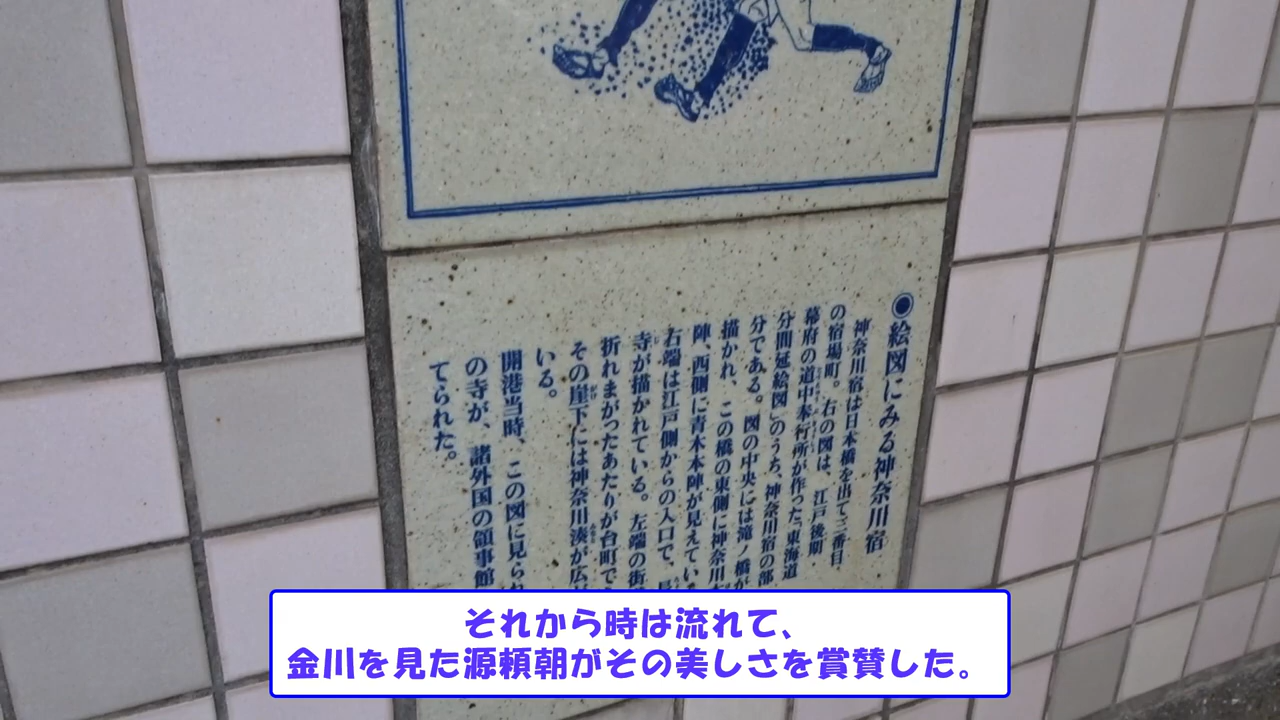 ●絵図にみる神奈川宿
神奈川宿は日本橋を出て三番目
の宿場町。右の図は、江戸後期・
幕府の道中奉行所が作った「東海道
分間延絵図」のうち、神奈川宿の部
分である。図の中央には滝ノ橋が
描かれ、この橋の東側に神奈川本
陣、西側に青木本陣が見えてい
右端は江戸側からの入口で、長
寺が描かれている。左端の街
折れまがったあたりが台町で
その崖下には神奈川湊が広
いる。
開港当時、この図に見られ
の寺が、諸外国の領事館
てられた。
それから時は流れて、
金川を見た源頼朝がその美しさを賞賛した。